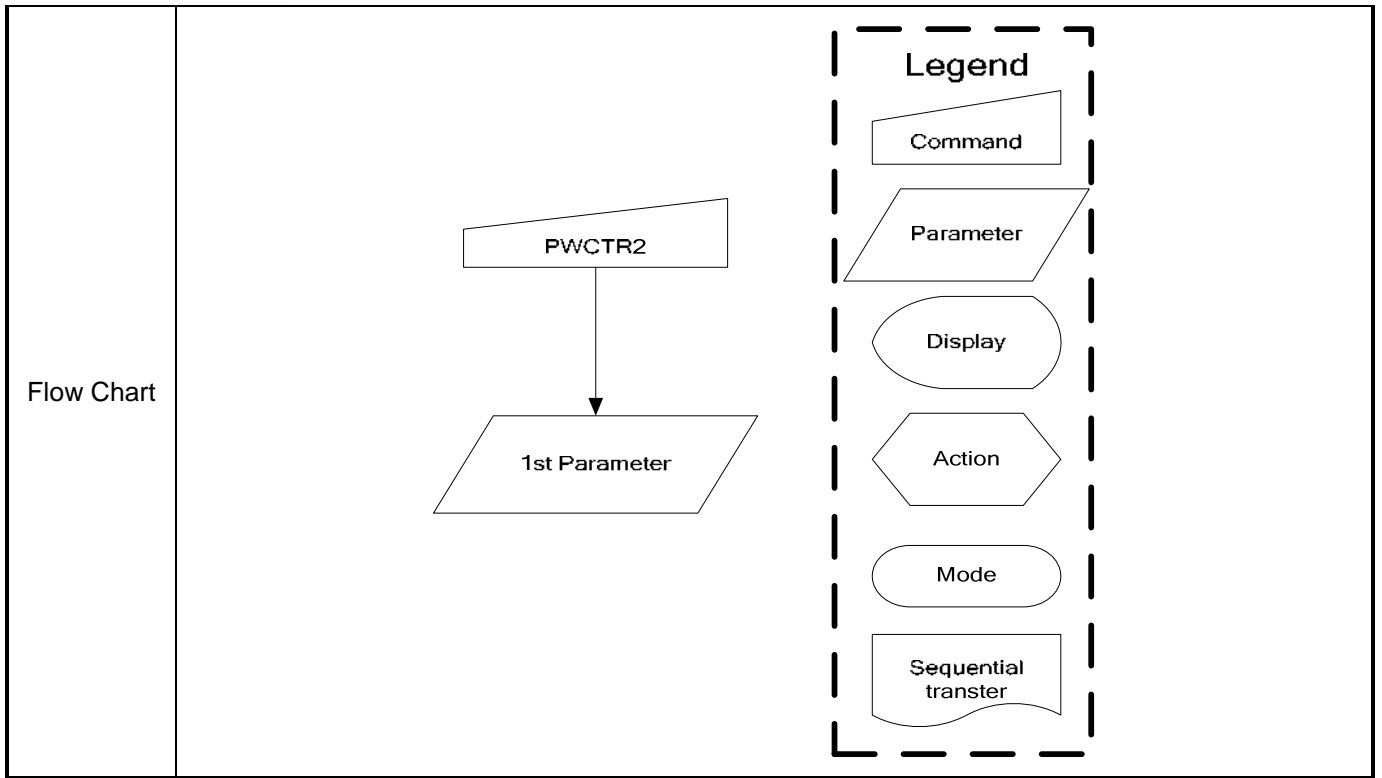 Flow Chart
PWCTR2
1st Parameter
Legend
Command
Parameter
Display
Action
Mode
Sequential
transter